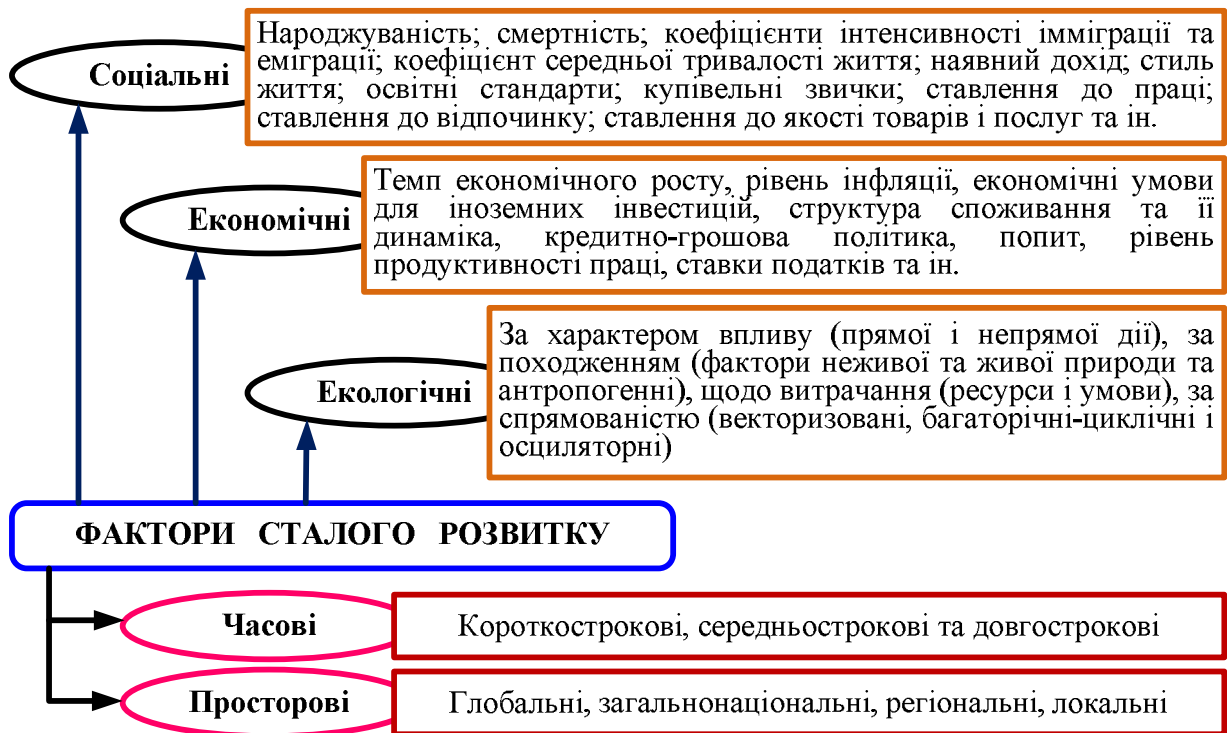 Соціальні
Народжуваність; смертність; коефіцієнти інтенсивності імміграції та
еміграції; коефіцієнт середньої тривалості життя; наявний дохід; стиль
життя; освітні стандарти; купівельні звички; ставлення до праці;
ставлення до відпочинку; ставлення до якості товарів і послуг та ін.
Економічні
Темп економічного росту, рівень інфляції, економічні умови
для іноземних інвестицій, структура споживання та її
динаміка, кредитно-грошова політика, попит, рівень
продуктивності праці, ставки податків та ін.
Екологічні
За характером впливу (прямої і непрямої дії), за
походженням (фактори неживої та живої природи та
антропогенні), щодо витрачання (ресурси і умови), за
спрямованістю (векторизовані, багаторічні-циклічні і
осциляторні)
ФАКТОРИ СТАЛОГО РОЗВИТКУ
Часові
Короткострокові, середньострокові та довгострокові
Просторові
Глобальні, загальнонаціональні, регіональні, локальні